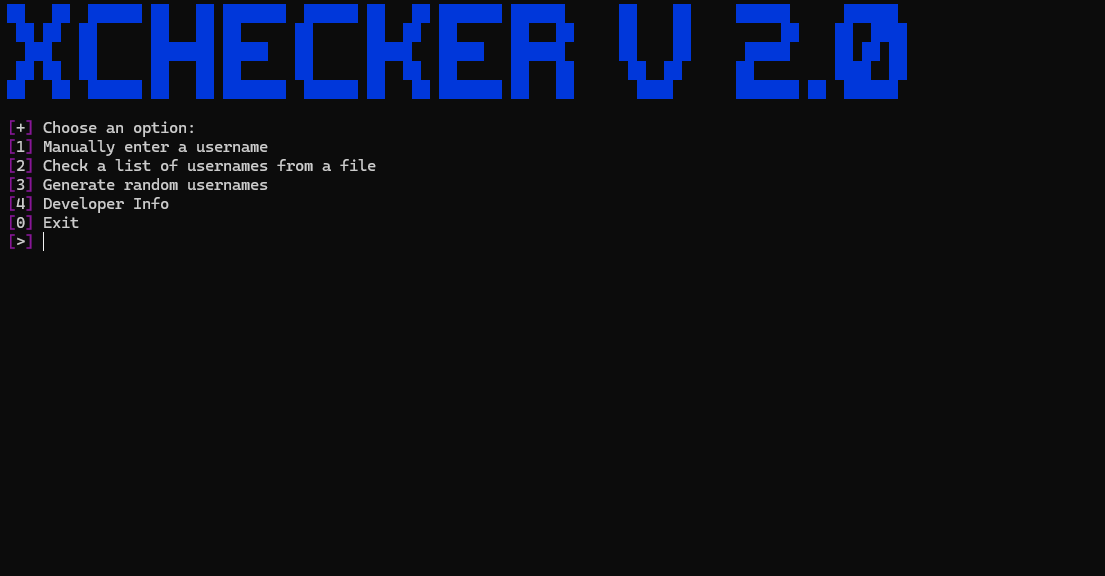 XCHECKER V 2.0
[+] Choose an option:
[1] Manually enter a username
[2] Check a list of usernames from a file
[3] Generate random usernames
[4] Developer Info
[0] Exit
[>]